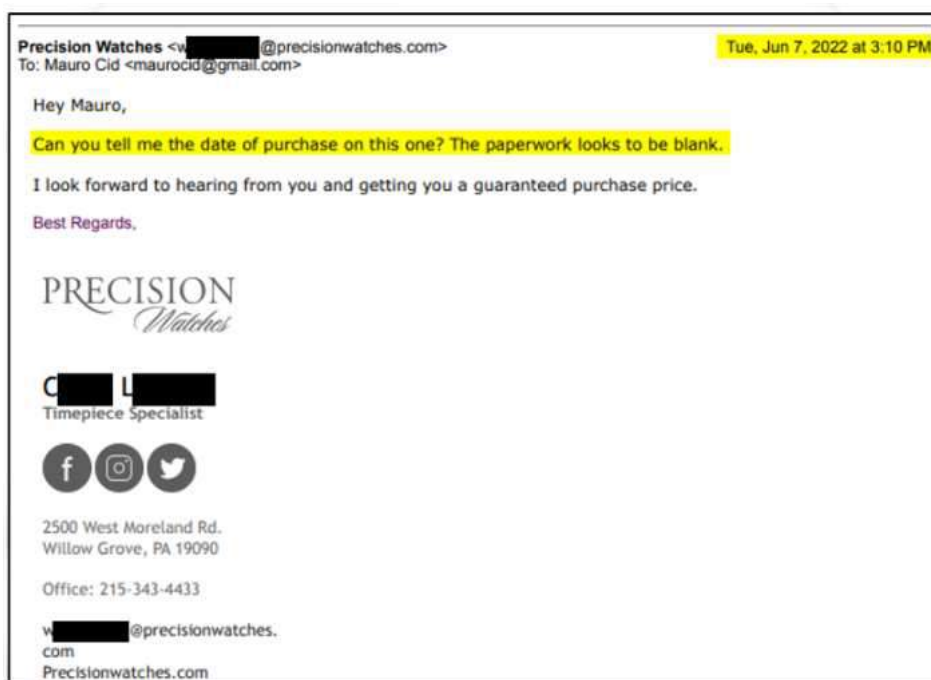 Precision Watches <w @precisionwatches.com>
Tue, Jun 7, 2022 at 3:10 PM
To: Mauro Cid <maurocid@gmail.com>
Hey Mauro,
Can you tell me the date of purchase on this one? The paperwork looks to be blank.
I look forward to hearing from you and getting you a guaranteed purchase price.
Best Regards,
PRECISION
Watches
C L
Timepiece Specialist
2500 West Moreland Rd.
Willow Grove, PA 19090
Office: 215-343-4433
w @precisionwatches.
com
Precisionwatches.com